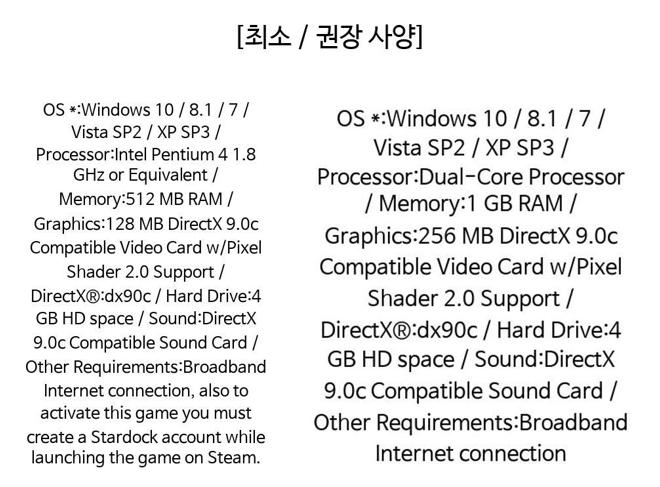 [최소 / 권장 사양]
OS *:Windows 10 / 8.1 / 7 /
Vista SP2 / XP SP3 /
Processor:Intel Pentium 4 1.8
GHz or Equivalent /
Memory:512 MB RAM /
Graphics:128 MB DirectX 9.0c
Compatible Video Card w/Pixel
Shader 2.0 Support /
DirectX®:dx90c / Hard Drive:4
GB HD space / Sound:DirectX
9.0c Compatible Sound Card /
Other Requirements:Broadband
Internet connection, also to
activate this game you must
create a Stardock account while
launching the game on Steam.
OS *:Windows 10 / 8.1 / 7 /
Vista SP2 / XP SP3 /
Processor:Dual-Core Processor
/ Memory:1 GB RAM /
Graphics:256 MB DirectX 9.0c
Compatible Video Card w/Pixel
Shader 2.0 Support /
DirectX®:dx90c / Hard Drive:4
GB HD space / Sound:DirectX
9.0c Compatible Sound Card /
Other Requirements:Broadband
Internet connection